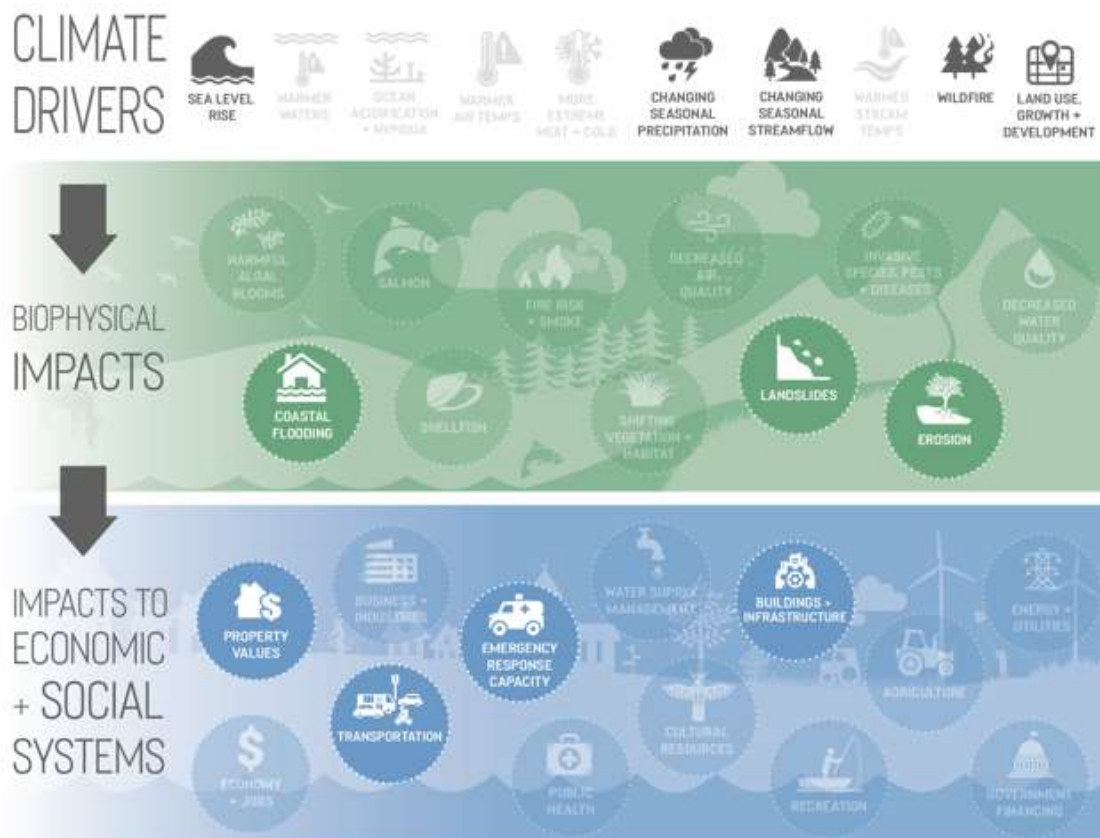 CLIMATE
DRIVERS
SEA LEVEL
RISE
WARMER
WATERS
OCEAN
ACIDIFICATION
+ HYPOXIA
WARMER
AIR TEMPS
MORE
EXTREME
HEAT + COLD
CHANGING
SEASONAL
PRECIPITATION
CHANGING
SEASONAL
STREAMFLOW
WARMER
STREAM
TEMPS
WILDFIRE
LAND USE,
GROWTH +
DEVELOPMENT
BIOPHYSICAL
IMPACTS
HARMFUL
ALGAL
BLOOMS
SALMON
FIRE RISK
+ SMOKE
DECREASED
AIR
QUALITY
INVASIVE
SPECIES, PESTS
+ DISEASES
DECREASED
WATER
QUALITY
COASTAL
FLOODING
SHELLFISH
SHIFTING
VEGETATION +
HABITAT
LANDSLIDES
EROSION
IMPACTS TO
ECONOMIC
+ SOCIAL
SYSTEMS
PROPERTY
VALUES
BUSINESS +
INDUSTRIES
EMERGENCY
RESPONSE
CAPACITY
WATER SUPPLY
MANAGEMENT
BUILDINGS +
INFRASTRUCTURE
ENERGY +
UTILITIES
TRANSPORTATION
AGRICULTURE
ECONOMY
+ JOBS
PUBLIC
HEALTH
CULTURAL
RESOURCES
RECREATION
GOVERNMENT
FINANCING